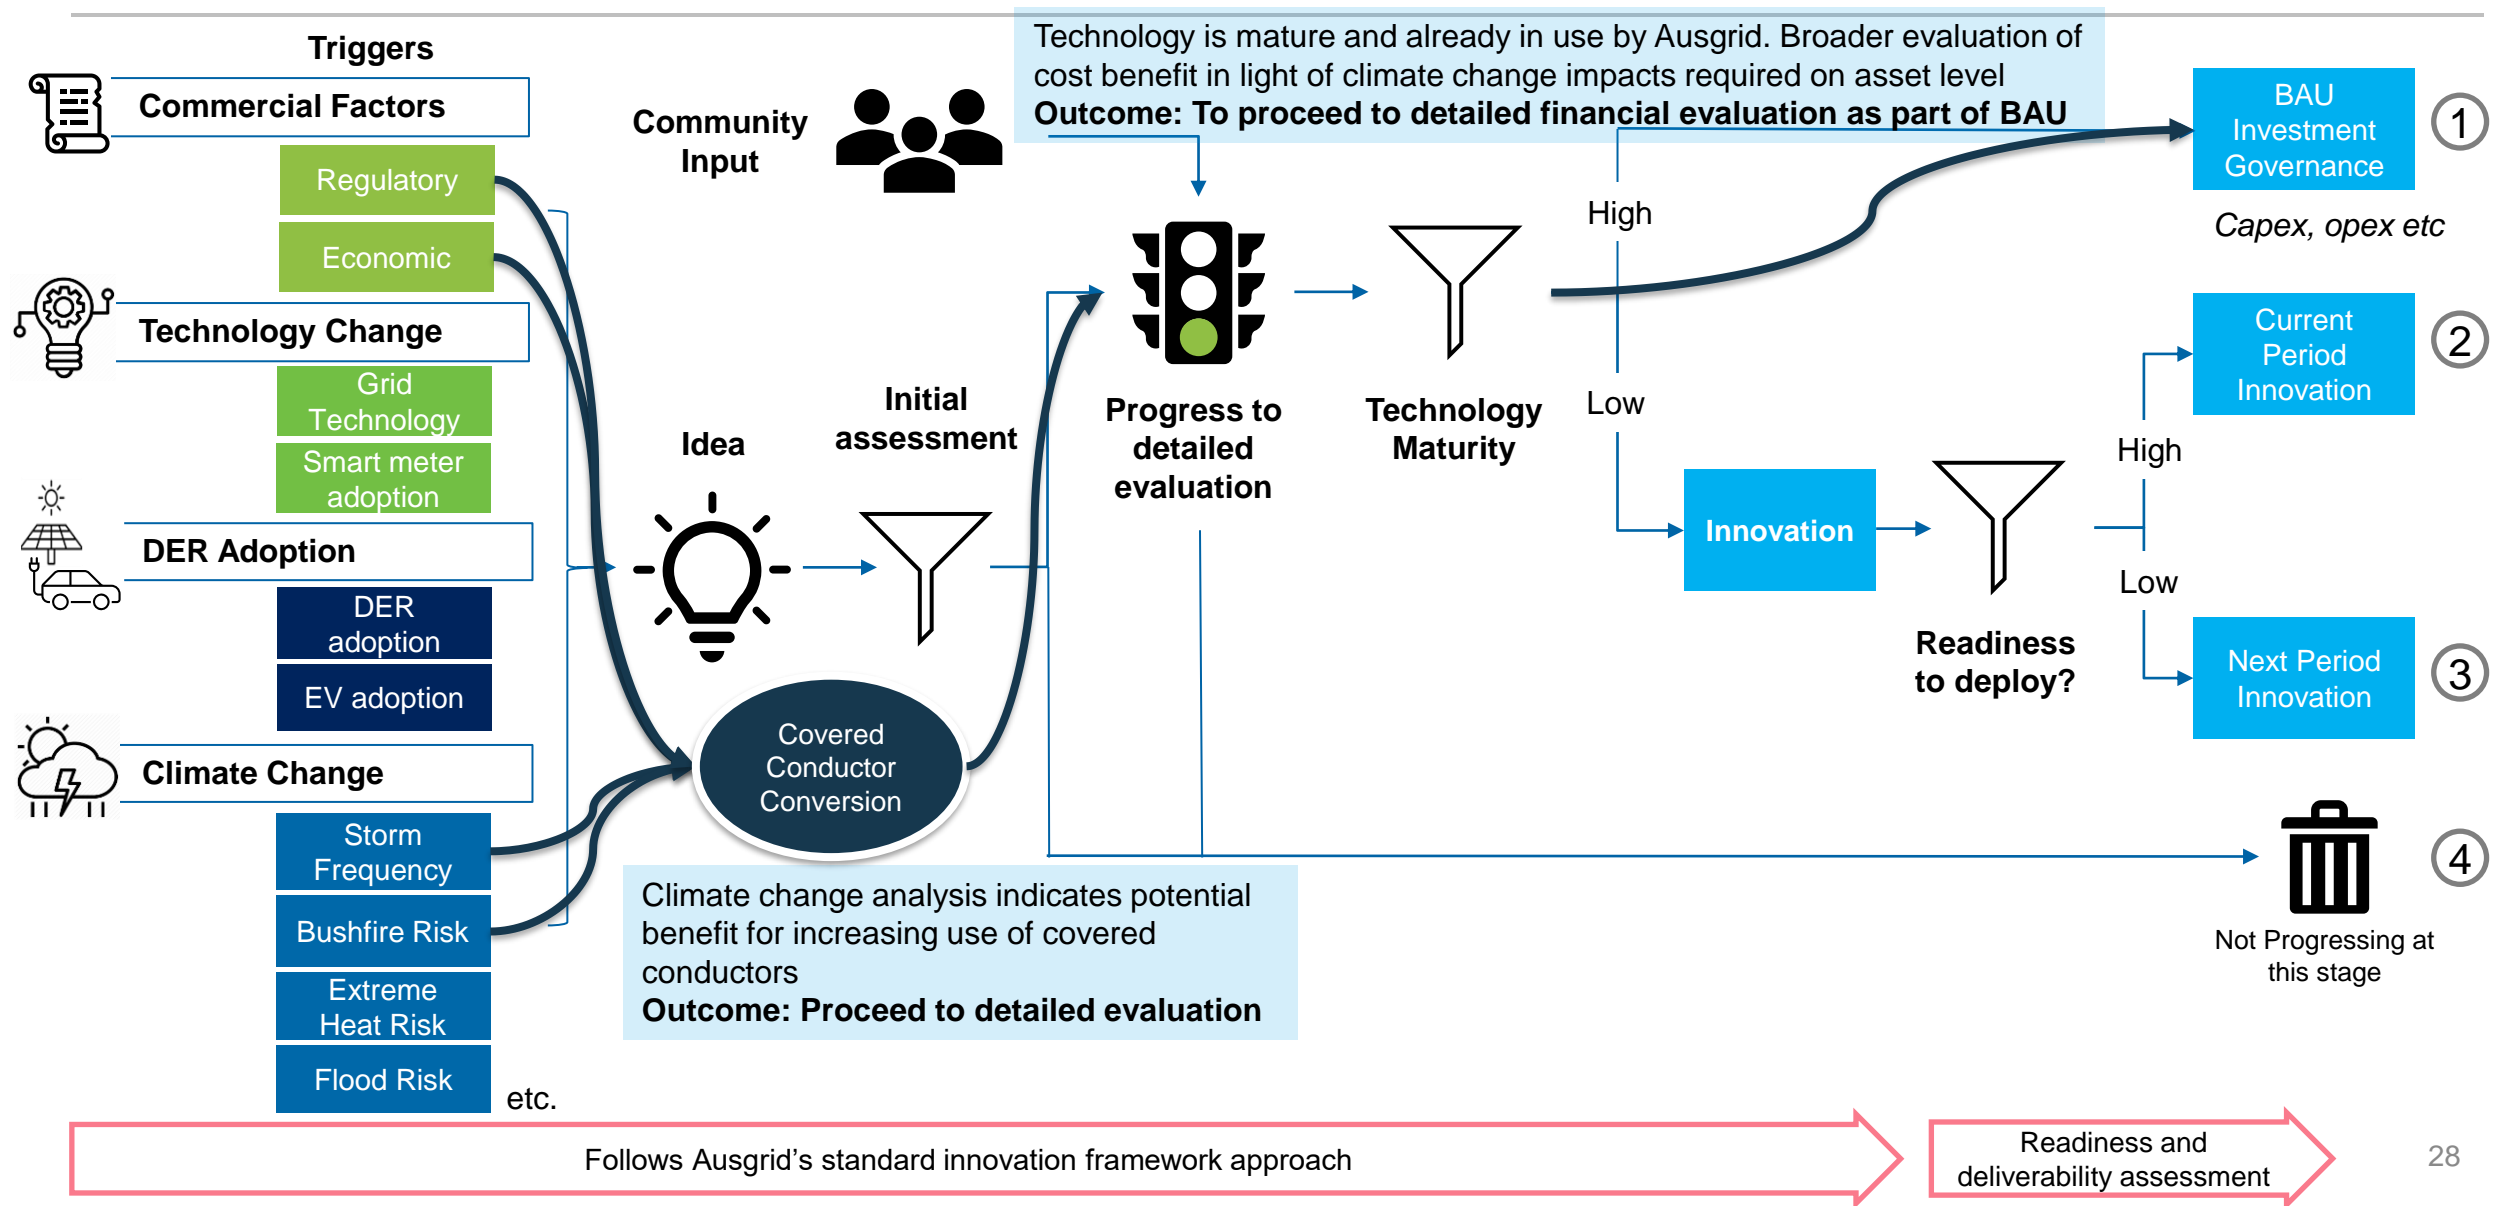 Triggers
Commercial Factors
Regulatory
Economic
Technology Change
Grid
Technology
Smart meter
adoption
DER Adoption
DER
adoption
EV adoption
Climate Change
Storm
Frequency
Bushfire Risk
Extreme
Heat Risk
Flood Risk
etc.
Community
Input
Technology is mature and already in use by Ausgrid. Broader evaluation of
cost benefit in light of climate change impacts required on asset level
Outcome: To proceed to detailed financial evaluation as part of BAU
Idea
Initial
assessment
Covered
Conductor
Conversion
Climate change analysis indicates potential
benefit for increasing use of covered
conductors
Outcome: Proceed to detailed evaluation
Progress to
detailed
evaluation
Technology
Maturity
High
Low
Innovation
Readiness
to deploy?
High
Low
BAU
Investment
Governance
1
Capex, opex etc
Current
Period
Innovation
2
Next Period
Innovation
3
4
Not Progressing at
this stage
Follows Ausgrid's standard innovation framework approach
Readiness and
deliverability assessment
28